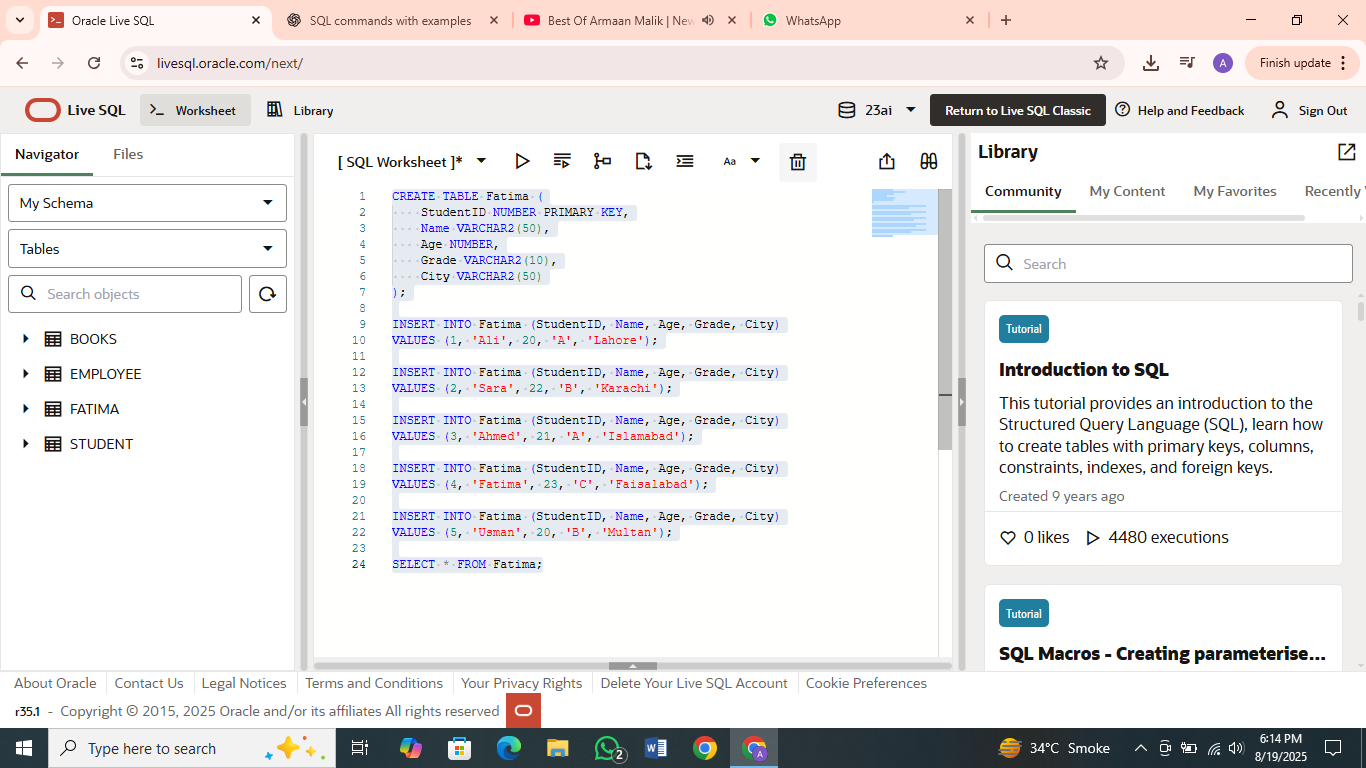 Oracle Live SQL
SQL commands with examples
Best Of Armaan Malik | New
WhatsApp
livesql.oracle.com/next/
A
Finish update
Live SQL
Worksheet
Library
23ai
Return to Live SQL Classic
Help and Feedback
Sign Out
Navigator
Files
My Schema
Tables
Search objects
BOOKS
EMPLOYEE
FATIMA
STUDENT
[ SQL Worksheet ]*
Aa
1 CREATE TABLE Fatima (
2 ····StudentID NUMBER PRIMARY KEY,
3 ····Name VARCHAR2(50),
4 ····Age NUMBER,
5 ····Grade VARCHAR2(10),
6 ····City VARCHAR2(50)
7 );
8
9 INSERT INTO Fatima (StudentID, Name, Age, Grade, City)
10 VALUES (1, 'Ali', 20, 'A', 'Lahore');
11
12 INSERT INTO Fatima (StudentID, Name, Age, Grade, City)
13 VALUES (2, 'Sara', 22, 'B', 'Karachi');
14
15 INSERT INTO Fatima (StudentID, Name, Age, Grade, City)
16 VALUES (3, 'Ahmed', 21, 'A', 'Islamabad');
17
18 INSERT INTO Fatima (StudentID, Name, Age, Grade, City)
19 VALUES (4, 'Fatima', 23, 'C', 'Faisalabad');
20
21 INSERT INTO Fatima (StudentID, Name, Age, Grade, City)
22 VALUES (5, 'Usman', 20, 'B', 'Multan');
23
24 SELECT * FROM Fatima;
Library
Community
My Content
My Favorites
Recently
Search
Tutorial
Introduction to SQL
This tutorial provides an introduction to the
Structured Query Language (SQL), learn how
to create tables with primary keys, columns,
constraints, indexes, and foreign keys.
Created 9 years ago
0 likes
4480 executions
Tutorial
SQL Macros - Creating parameterise...
About Oracle
Contact Us
Legal Notices
Terms and Conditions
Your Privacy Rights
Delete Your Live SQL Account
Cookie Preferences
r35.1 - Copyright © 2015, 2025 Oracle and/or its affiliates All rights reserved
Type here to search
2
W
A
34°C Smoke
6:14 PM
8/19/2025